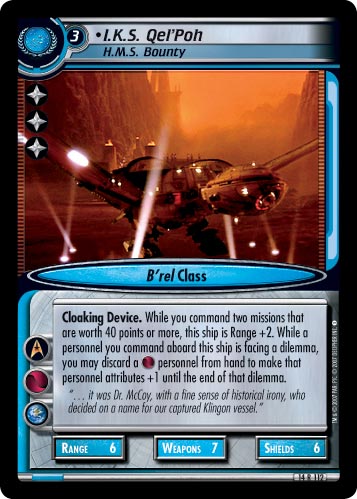 3
•I.K.S. Qel'Poh
H.M.S. Bounty
B'rel Class
Cloaking Device. While you command two missions that
are worth 40 points or more, this ship is Range +2. While a
personnel you command aboard this ship is facing a dilemma,
you may discard a personnel from hand to make that
personnel attributes +1 until the end of that dilemma.
"… it was Dr. McCoy, with a fine sense of historical irony, who
decided on a name for our captured Klingon vessel."
RANGE 6 WEAPONS 7 SHIELDS 6
14 R 112